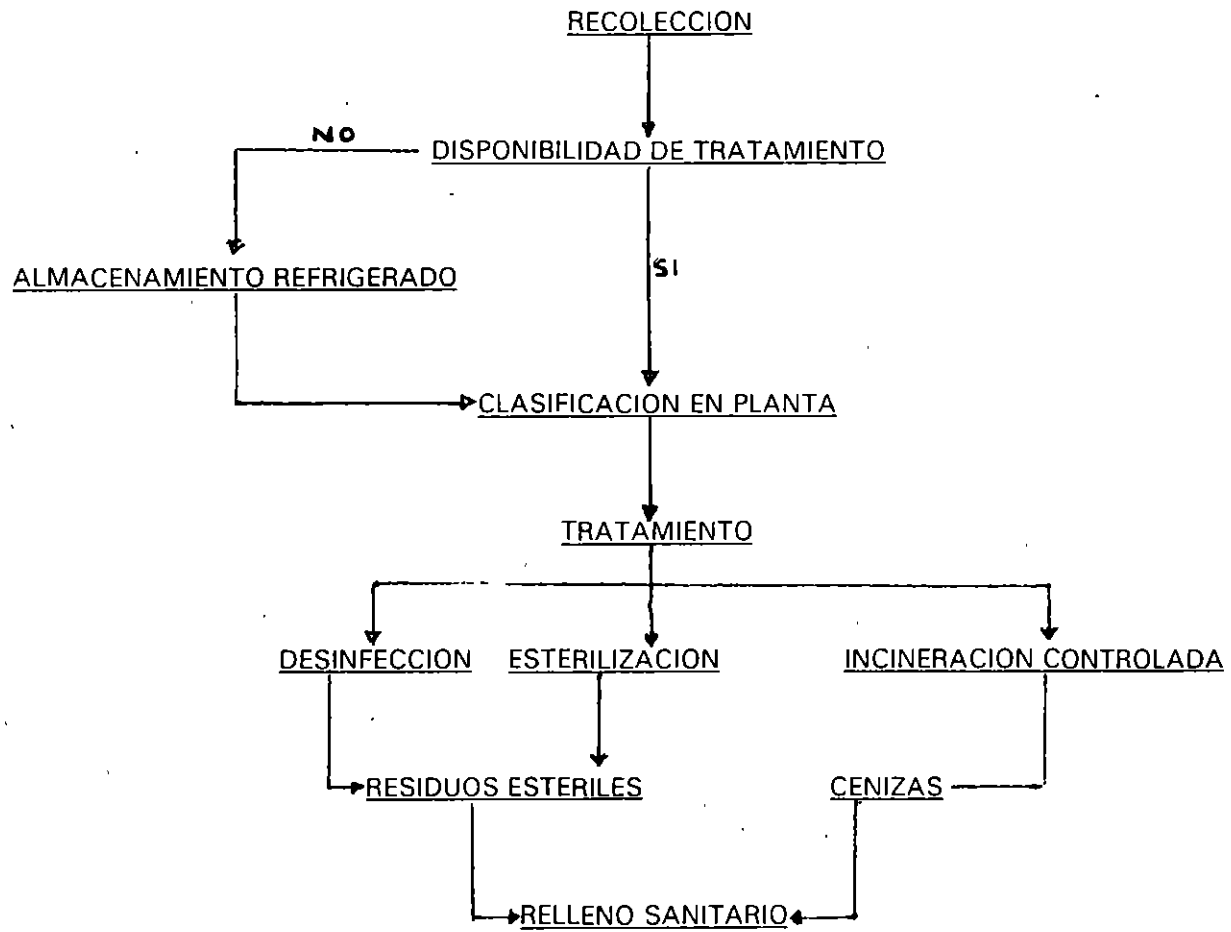 RECOLECCION
NO
DISPONIBILIDAD DE TRATAMIENTO
ALMACENAMIENTO REFRIGERADO
SI
CLASIFICACION EN PLANTA
TRATAMIENTO
DESINFECCION ESTERILIZACION INCINERACION CONTROLADA
RESIDUOS ESTERILES CENIZAS
RELLENO SANITARIO